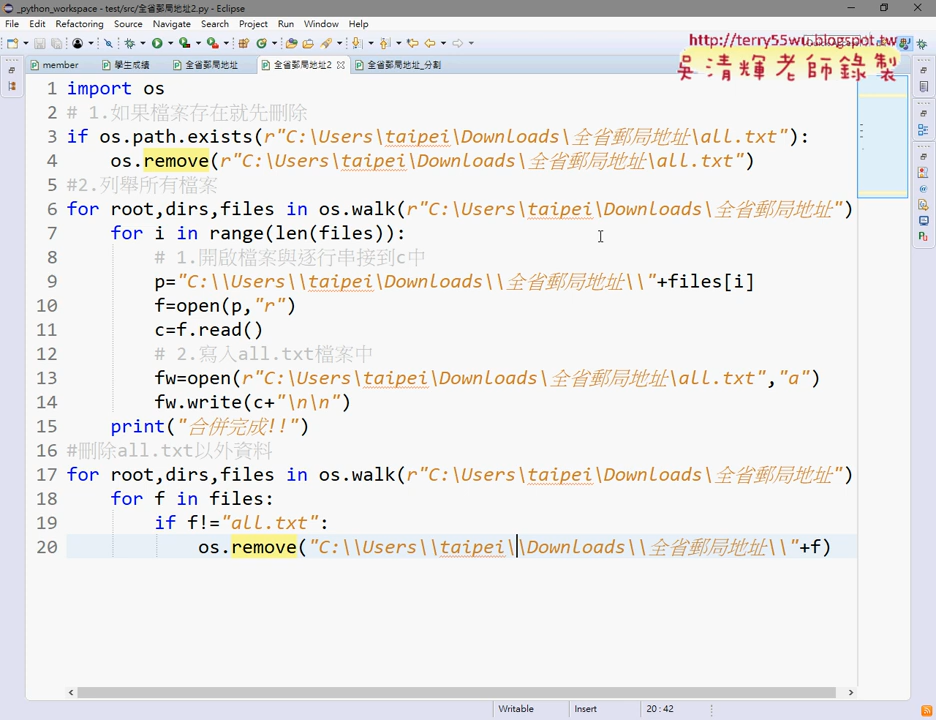 _python_workspace - test/src/全省郵局地址2.py - Eclipse
File Edit Refactoring Source Navigate Search Project Run Window Help
http://terry55wu.blogspot.tw
吳清輝老師錄製
member 學生成績 全省郵局地址 全省郵局地址2 全省郵局地址_分割
1 import os
2 # 1.如果檔案存在就先刪除
3 if os.path.exists(r"C:\Users\taipei\Downloads\全省郵局地址\all.txt"):
4 os.remove(r"C:\Users\taipei\Downloads\全省郵局地址\all.txt")
5 #2.列舉所有檔案
6 for root,dirs,files in os.walk(r"C:\Users\taipei\Downloads\全省郵局地址")
7 for i in range(len(files)):
8 # 1.開啟檔案與逐行串接到c中
9 p="C:\\Users\\taipei\\Downloads\\全省郵局地址\\"+files[i]
10 f=open(p,"r")
11 c=f.read()
12 # 2.寫入all.txt檔案中
13 fw=open(r"C:\Users\taipei\Downloads\全省郵局地址\all.txt","a")
14 fw.write(c+"\n\n")
15 print("合併完成!!")
16 #刪除all.txt以外資料
17 for root,dirs,files in os.walk(r"C:\Users\taipei\Downloads\全省郵局地址")
18 for f in files:
19 if f!="all.txt":
20 os.remove("C:\\Users\\taipei\\Downloads\\全省郵局地址\\"+f)
Writable Insert 20 : 42